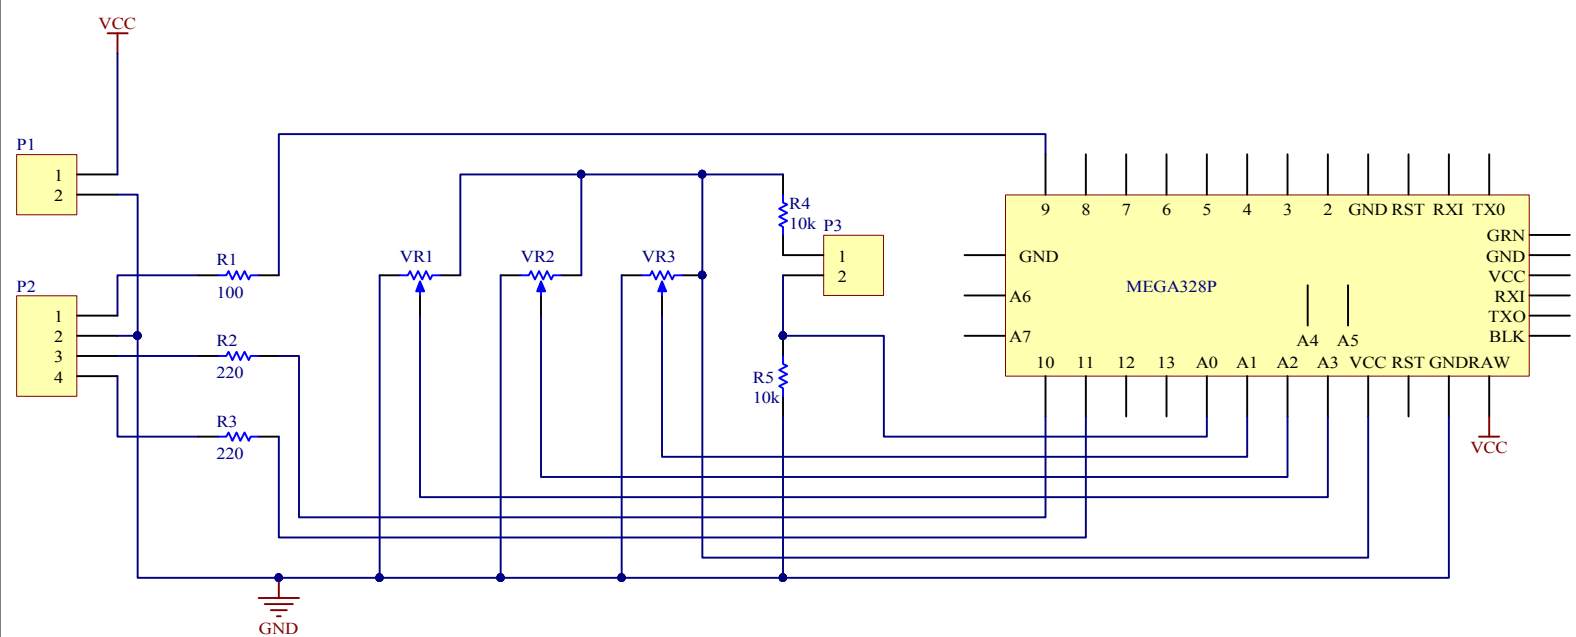 VCC
P1
1
2
R1
100
P2
1
2
3
4
R2
220
R3
220
GND
VR1
VR2
VR3
R4
10k
P3
1
2
R5
10k
9 8 7 6 5 4 3 2 GND RST RXI TX0
GRN
GND
GND
VCC
MEGA328P
A6
RXI
TXO
A7
A4 A5
BLK
10 11 12 13 A0 A1 A2 A3 VCC RST GND RAW
VCC